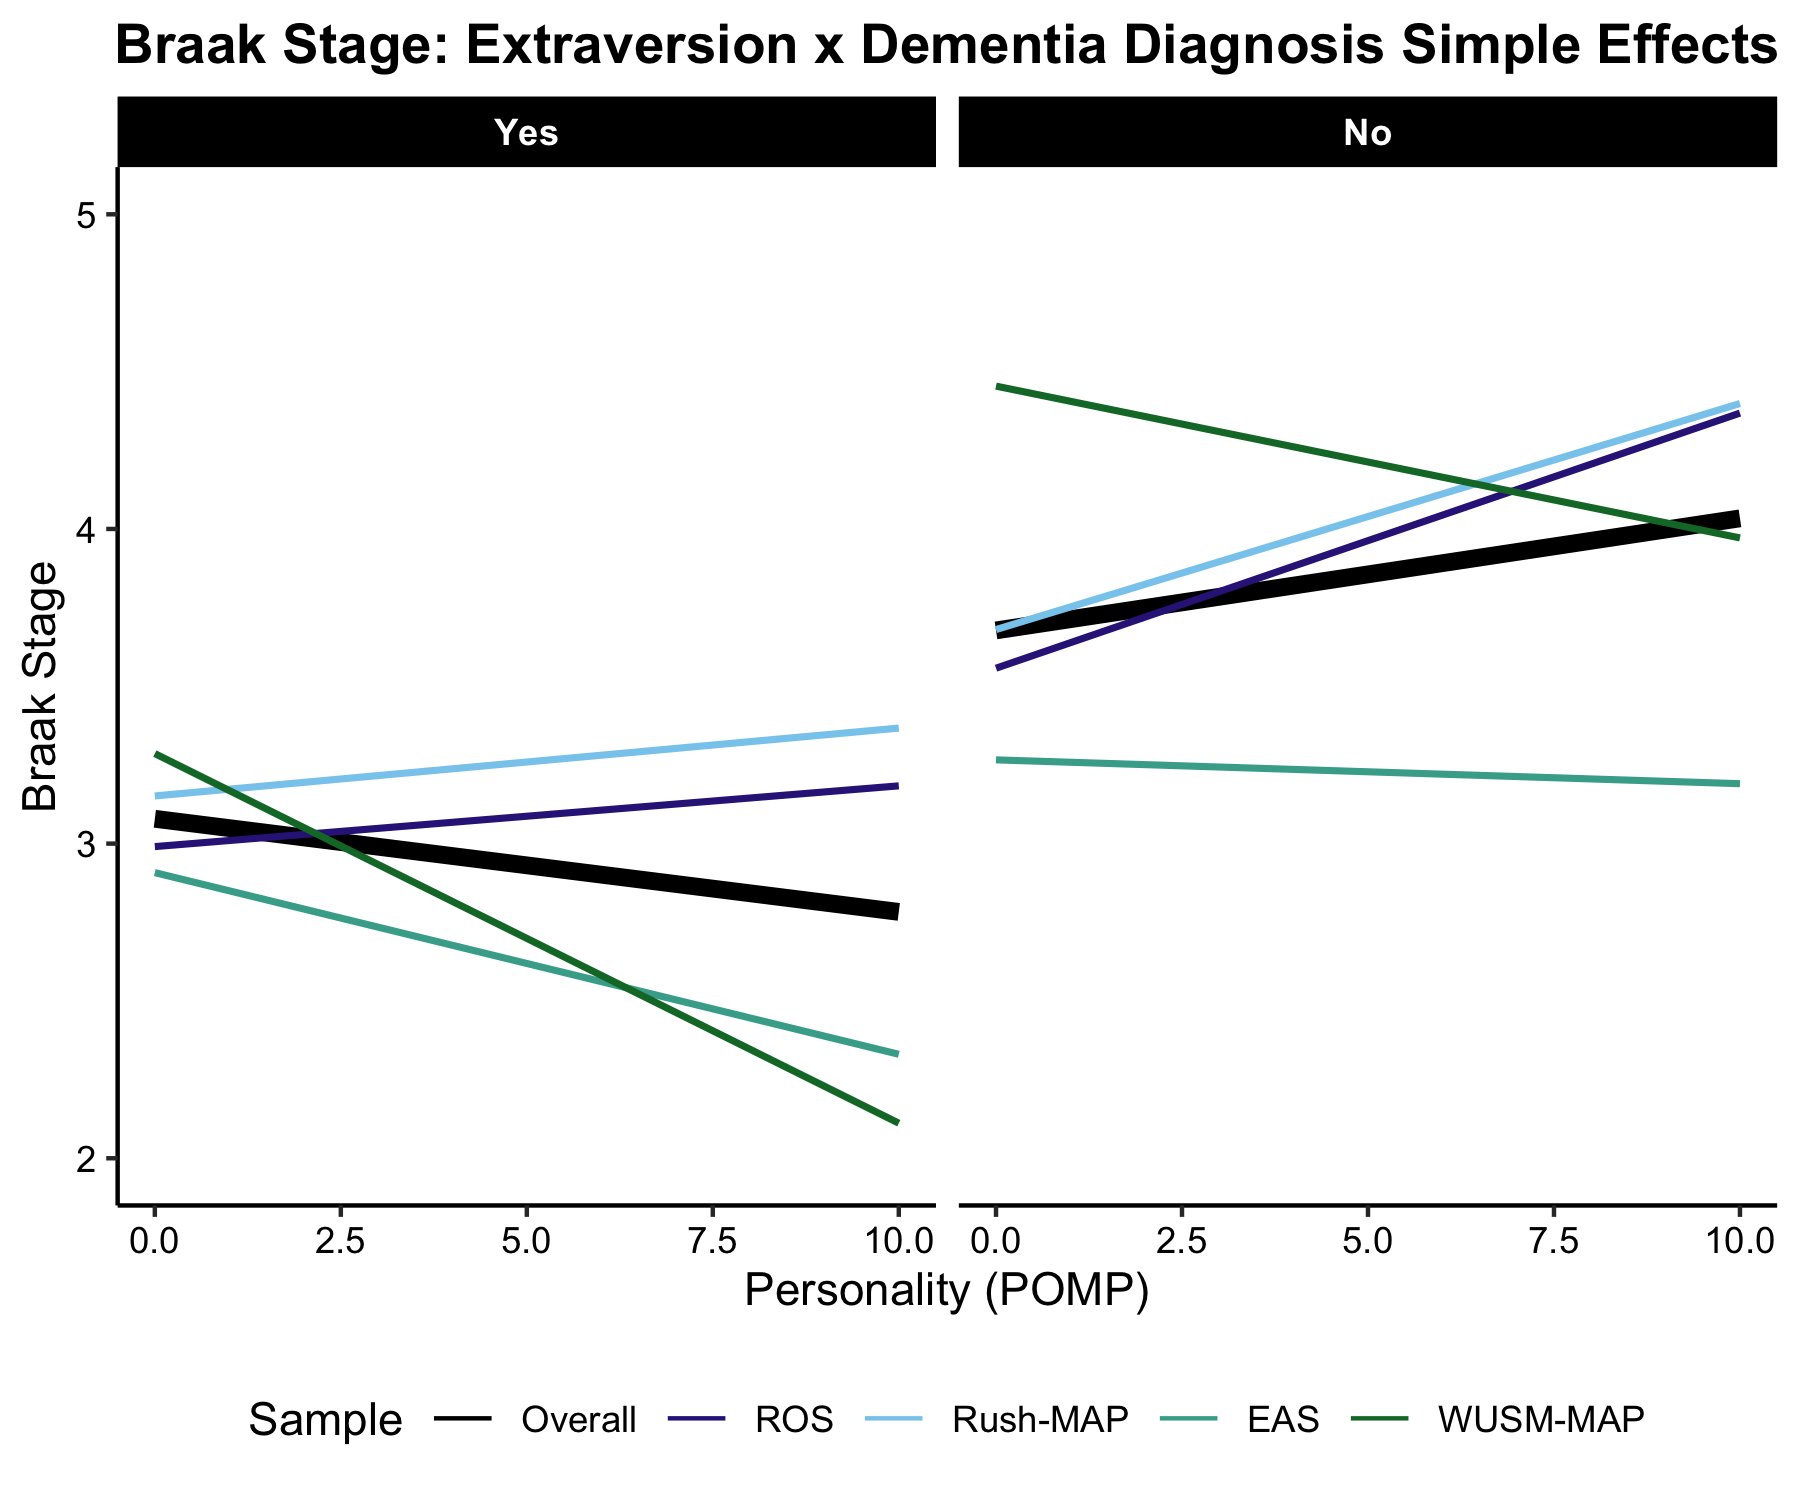 Braak Stage: Extraversion x Dementia Diagnosis Simple Effects
Yes
No
Braak Stage
5
4
3
2
0.0 2.5 5.0 7.5 10.0
0.0 2.5 5.0 7.5 10.0
Personality (POMP)
Sample Overall ROS Rush-MAP EAS WUSM-MAP